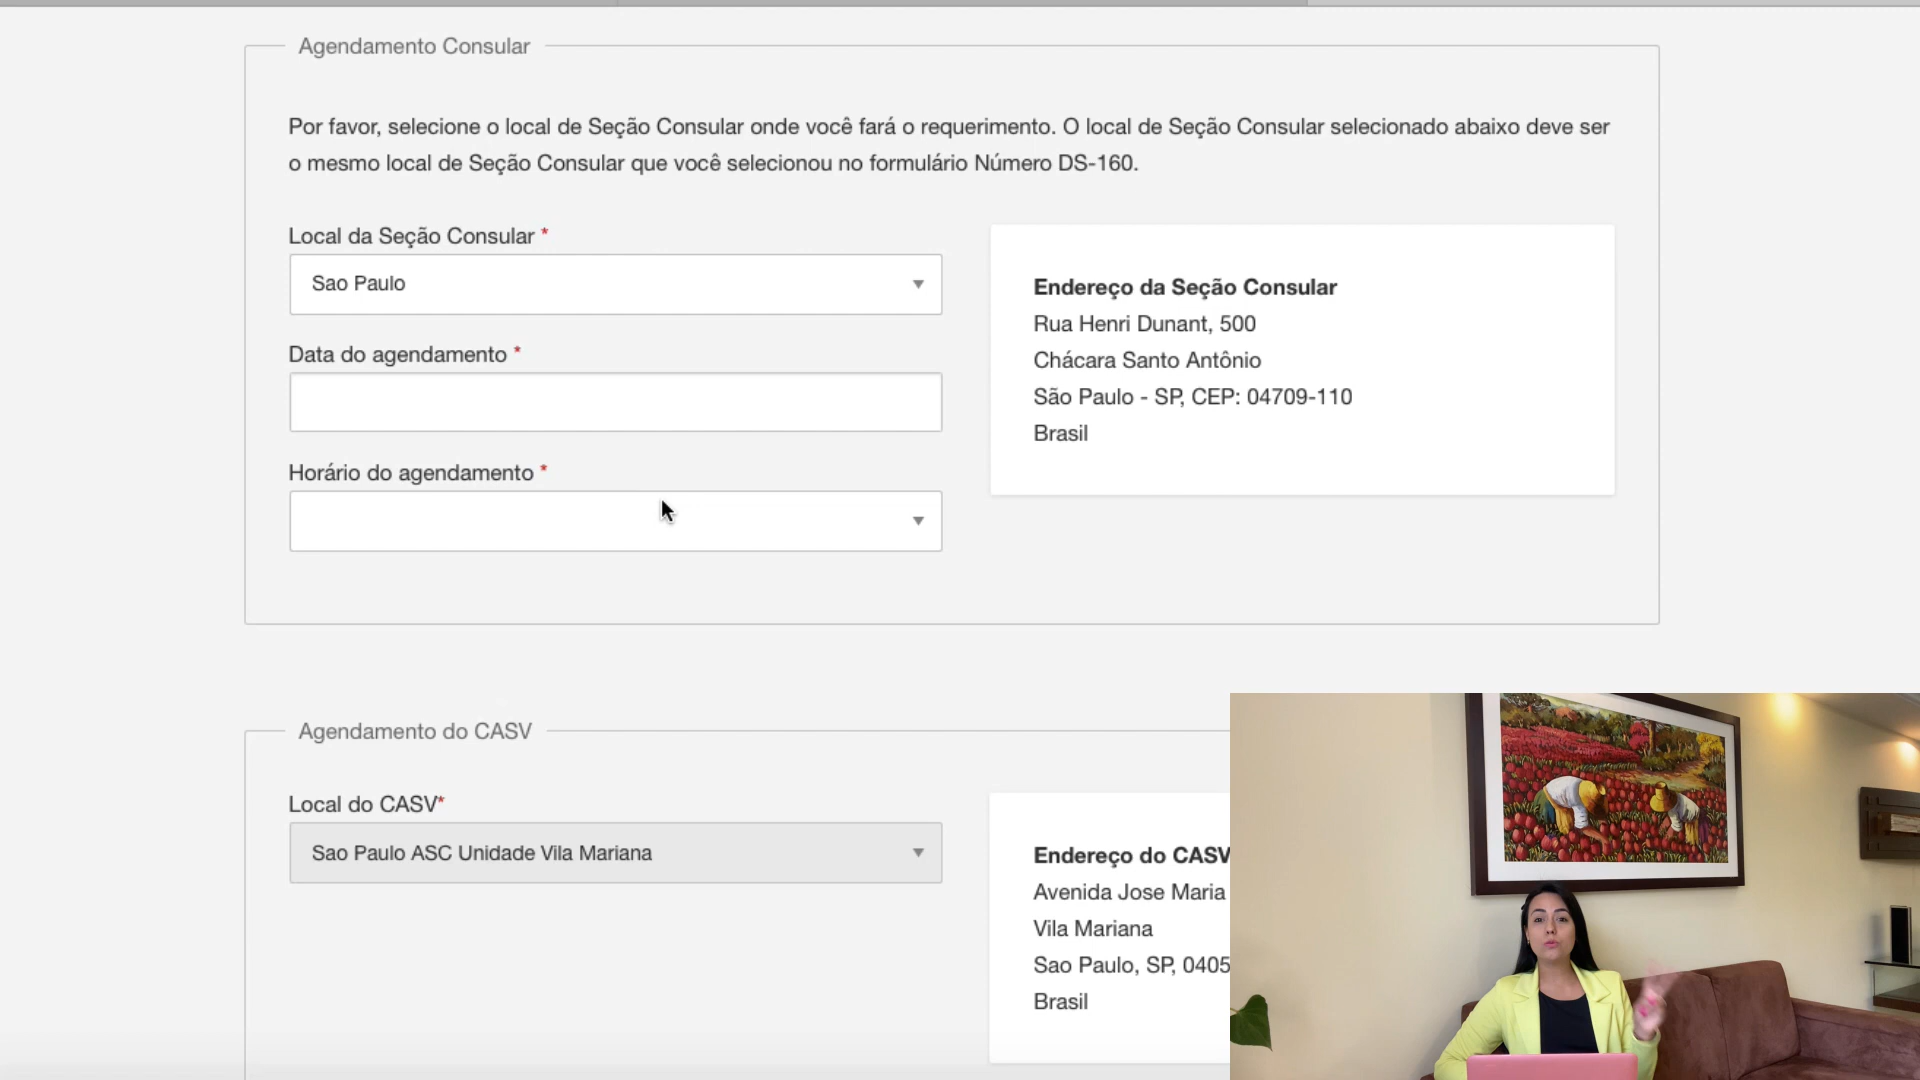 Agendamento Consular
Por favor, selecione o local de Seção Consular onde você fará o requerimento. O local de Seção Consular selecionado abaixo deve ser
o mesmo local de Seção Consular que você selecionou no formulário Número DS-160.
Local da Seção Consular *
Sao Paulo
Data do agendamento *
Horário do agendamento *
Endereço da Seção Consular
Rua Henri Dunant, 500
Chácara Santo Antônio
São Paulo - SP, CEP: 04709-110
Brasil
Agendamento do CASV
Local do CASV*
Sao Paulo ASC Unidade Vila Mariana
Endereço do CASV
Avenida Jose Maria
Vila Mariana
Sao Paulo, SP, 0405
Brasil